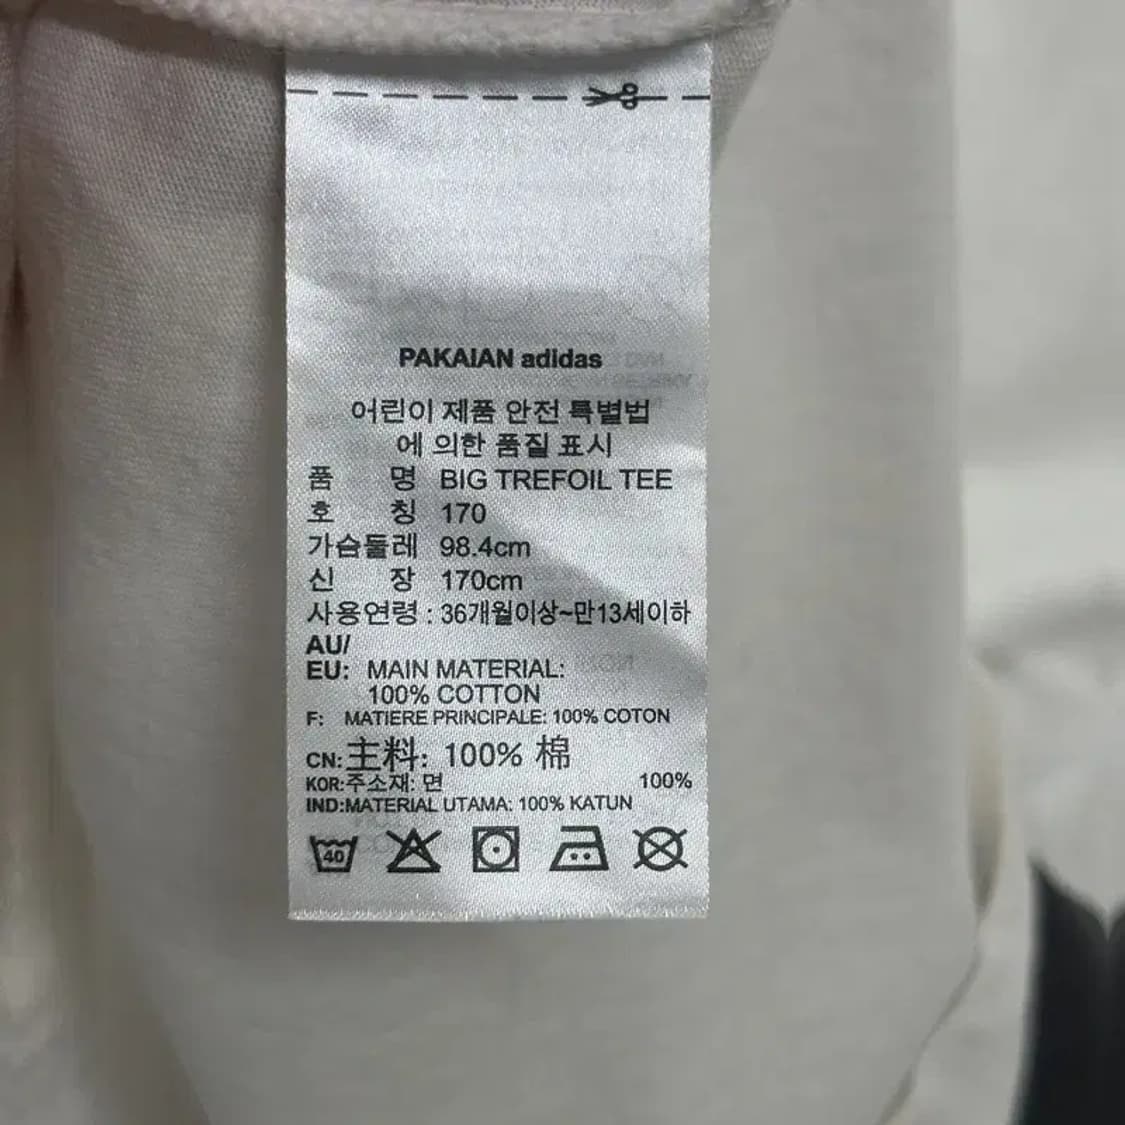 PAKAIAN adidas
어린이 제품 안전 특별법
에 의한 품질 표시
품 명 BIG TREFOIL TEE
호 칭 170
가슴둘레 98.4cm
신 장 170cm
사용연령 : 36개월이상~만13세이하
AU/
EU: MAIN MATERIAL:
100% COTTON
F: MATIERE PRINCIPALE: 100% COTON
CN:主料: 100% 棉
KOR:주소재: 면 100%
IND:MATERIAL UTAMA: 100% KATUN
40